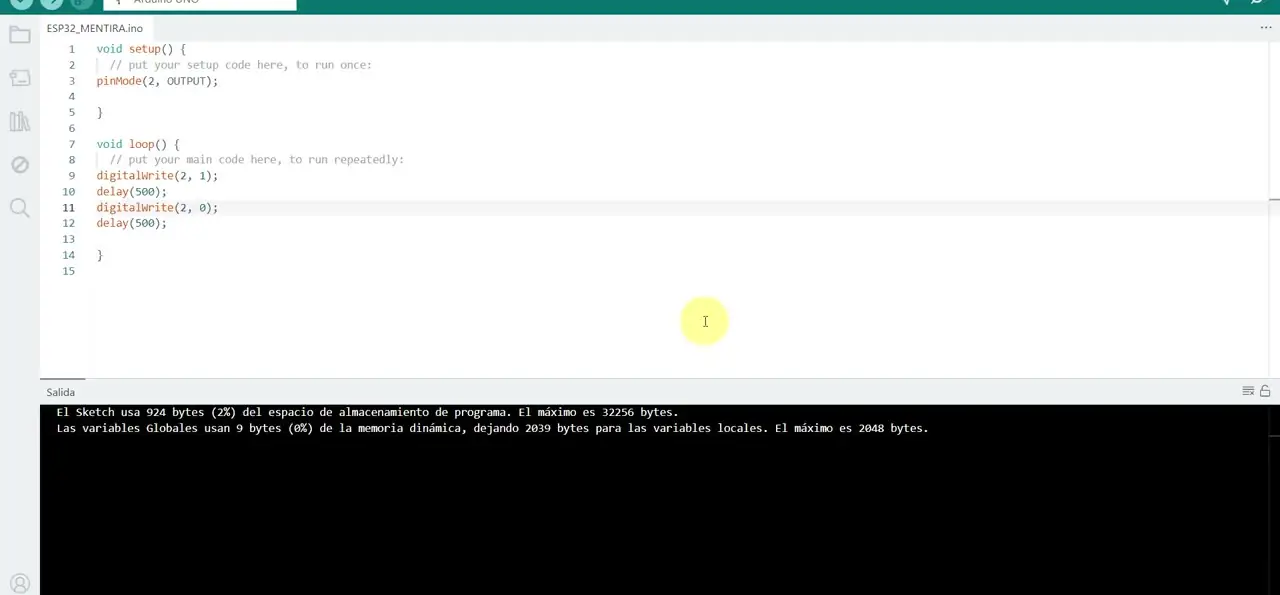 Arduino UNO
ESP32_MENTIRA.ino
1 void setup() {
2 // put your setup code here, to run once:
3 pinMode(2, OUTPUT);
4
5 }
6
7 void loop() {
8 // put your main code here, to run repeatedly:
9 digitalWrite(2, 1);
10 delay(500);
11 digitalWrite(2, 0);
12 delay(500);
13
14 }
15
Salida
El Sketch usa 924 bytes (2%) del espacio de almacenamiento de programa. El máximo es 32256 bytes.
Las variables Globales usan 9 bytes (0%) de la memoria dinámica, dejando 2039 bytes para las variables locales. El máximo es 2048 bytes.